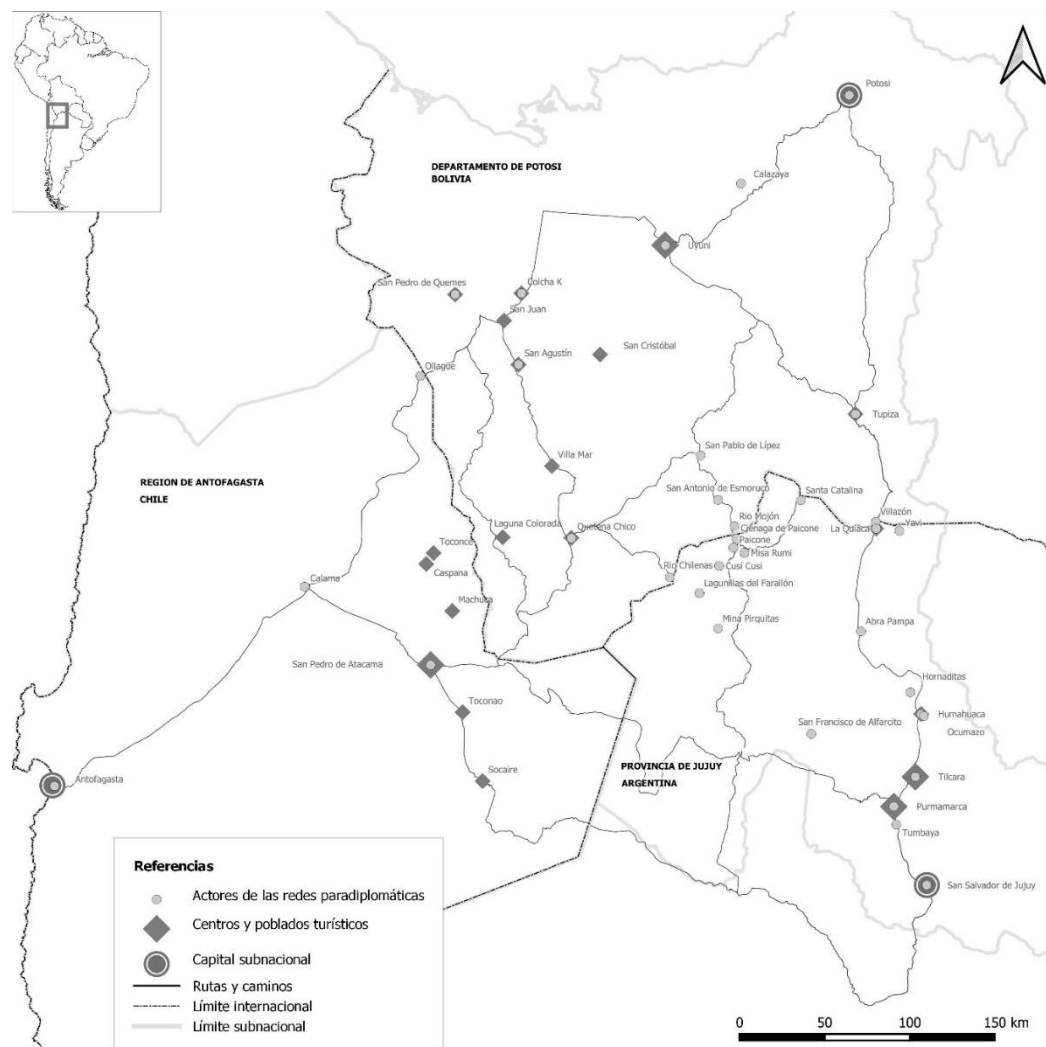 Potosí
DEPARTAMENTO DE POTOSI
BOLIVIA
Calazaya
Uyuni
San Pedro de Quemes
Colcha K
San Juan
San Cristóbal
San Agustín
Ollague
Tupiza
San Pablo de Lípez
Villa Mar
REGION DE ANTOFAGASTA
CHILE
San Antonio de Esmoruco
Santa Catalina
Villazón
Rio Mojón
La Quiaca
Yavi
Ciénaga de Paicone
Laguna Colorada
Quetena Chico
Paicone
Toconce
Misa Rumi
Caspana
Rio Chilenas
Cusi Cusi
Calama
Lagunillas del Farallón
Machuca
Mina Pirquitas
Abra Pampa
San Pedro de Atacama
Hornaditas
Toconao
Humahuaca
San Francisco de Alfarcito
Ocumazo
PROVINCIA DE JUJUY
ARGENTINA
Socaire
Antofagasta
Tilcara
Purmamarca
Tumbaya
San Salvador de Jujuy
Referencias
Actores de las redes paradiplomáticas
Centros y poblados turísticos
Capital subnacional
Rutas y caminos
Límite internacional
Límite subnacional
0 50 100 150 km